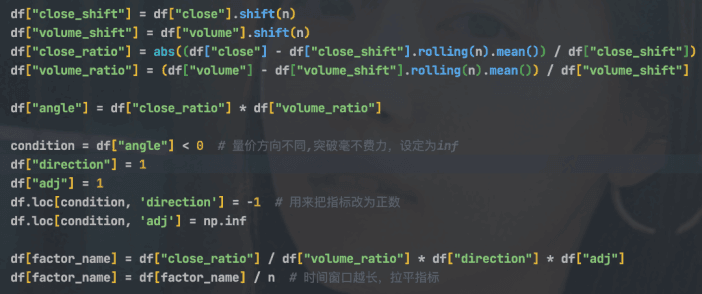 df["close_shift"] = df["close"].shift(n)
df["volume_shift"] = df["volume"].shift(n)
df["close_ratio"] = abs((df["close"] - df["close_shift"].rolling(n).mean()) / df["close_shift"])
df["volume_ratio"] = (df["volume"] - df["volume_shift"].rolling(n).mean()) / df["volume_shift"]
df["angle"] = df["close_ratio"] * df["volume_ratio"]
condition = df["angle"] < 0  # 量价方向不同,突破毫不费力，设定为inf
df["direction"] = 1
df["adj"] = 1
df.loc[condition, 'direction'] = -1  # 用来把指标改为正数
df.loc[condition, 'adj'] = np.inf
df[factor_name] = df["close_ratio"] / df["volume_ratio"] * df["direction"] * df["adj"]
df[factor_name] = df[factor_name] / n  # 时间窗口越长，拉平指标